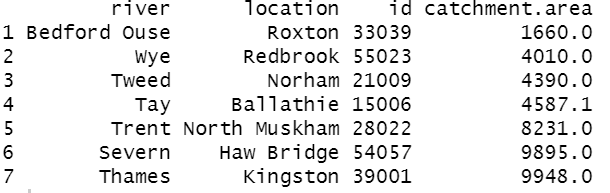 river location id catchment.area
1 Bedford Ouse Roxton 33039 1660.0
2 Wye Redbrook 55023 4010.0
3 Tweed Norham 21009 4390.0
4 Tay Ballathie 15006 4587.1
5 Trent North Muskham 28022 8231.0
6 Severn Haw Bridge 54057 9895.0
7 Thames Kingston 39001 9948.0